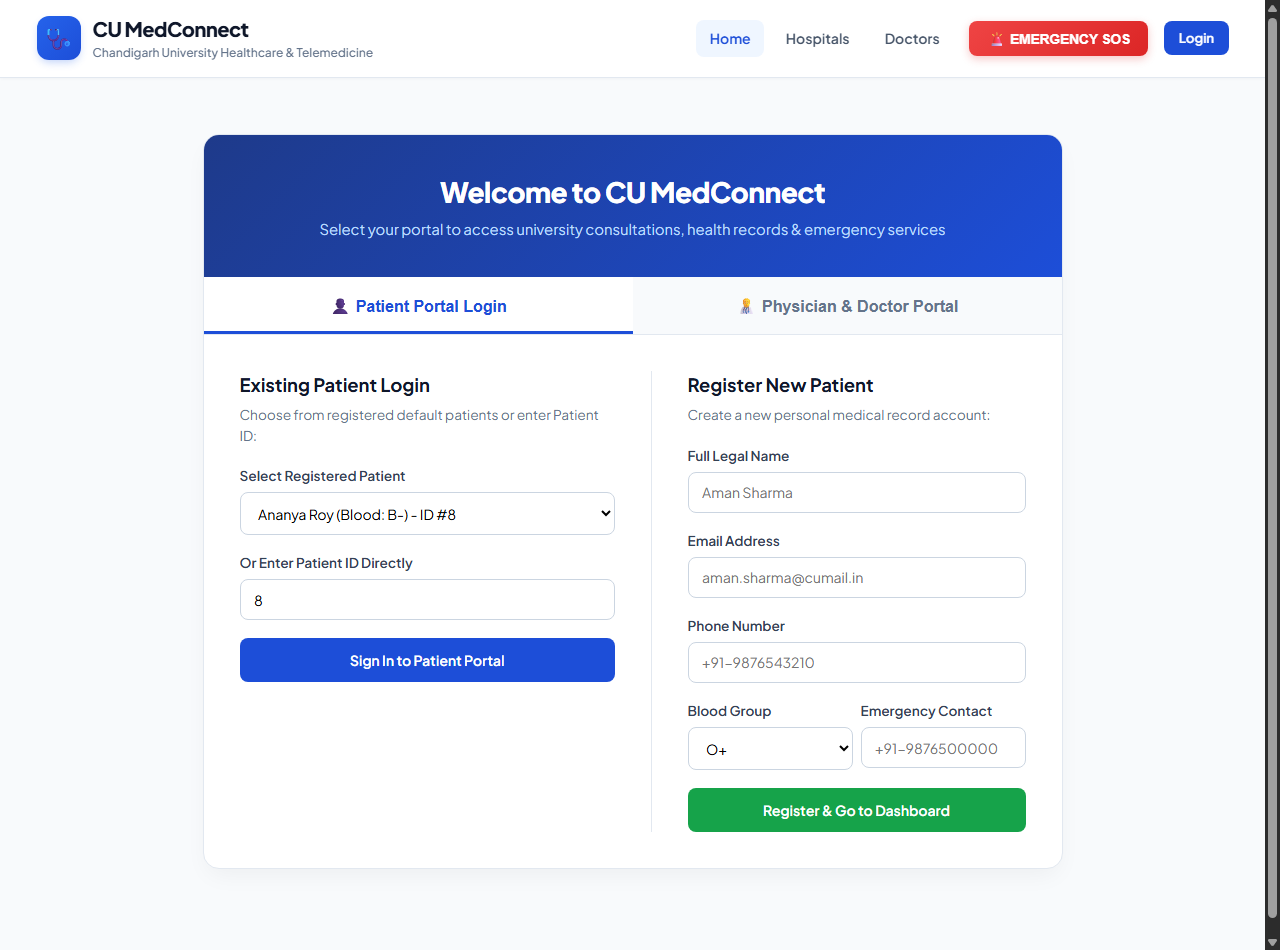 CU MedConnect
Chandigarh University Healthcare & Telemedicine
Home
Hospitals
Doctors
EMERGENCY SOS
Login
Welcome to CU MedConnect
Select your portal to access university consultations, health records & emergency services
Patient Portal Login
Physician & Doctor Portal
Existing Patient Login
Choose from registered default patients or enter Patient
ID:
Select Registered Patient
Ananya Roy (Blood: B-) - ID #8
Or Enter Patient ID Directly
8
Sign In to Patient Portal
Register New Patient
Create a new personal medical record account:
Full Legal Name
Aman Sharma
Email Address
aman.sharma@cumail.in
Phone Number
+91-9876543210
Blood Group
Emergency Contact
O+
+91-9876500000
Register & Go to Dashboard